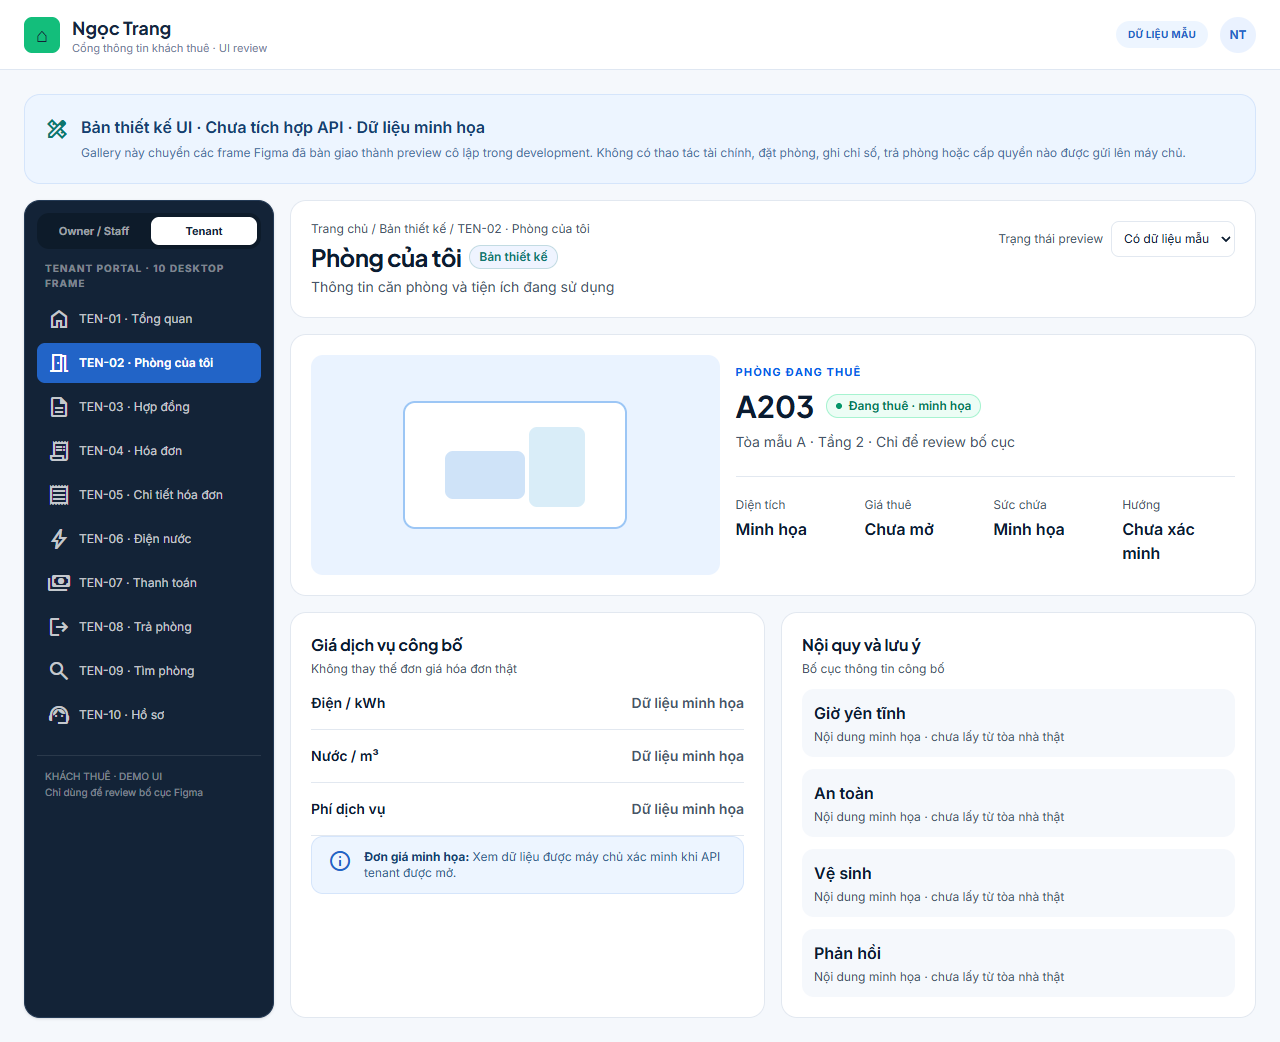 Ngọc Trang
Cổng thông tin khách thuê · UI review
DỮ LIỆU MẪU
NT
Bản thiết kế UI · Chưa tích hợp API · Dữ liệu minh họa
Gallery này chuyển các frame Figma đã bàn giao thành preview cô lập trong development. Không có thao tác tài chính, đặt phòng, ghi chỉ số, trả phòng hoặc cấp quyền nào được gửi lên máy chủ.
Owner / Staff
Tenant
TENANT PORTAL · 10 DESKTOP
FRAME
TEN-01 · Tổng quan
TEN-02 · Phòng của tôi
TEN-03 · Hợp đồng
TEN-04 · Hóa đơn
TEN-05 · Chi tiết hóa đơn
TEN-06 · Điện nước
TEN-07 · Thanh toán
TEN-08 · Trả phòng
TEN-09 · Tìm phòng
TEN-10 · Hồ sơ
KHÁCH THUÊ · DEMO UI
Chỉ dùng để review bố cục Figma
Trang chủ / Bản thiết kế / TEN-02 · Phòng của tôi
Phòng của tôi
Bản thiết kế
Thông tin căn phòng và tiện ích đang sử dụng
Trạng thái preview
Có dữ liệu mẫu
PHÒNG ĐANG THUÊ
A203
Đang thuê · minh họa
Tòa mẫu A · Tầng 2 · Chỉ để review bố cục
Diện tích
Minh họa
Giá thuê
Chưa mở
Sức chứa
Minh họa
Hướng
Chưa xác
minh
Giá dịch vụ công bố
Không thay thế đơn giá hóa đơn thật
Điện / kWh
Dữ liệu minh họa
Nước / m³
Dữ liệu minh họa
Phí dịch vụ
Dữ liệu minh họa
Đơn giá minh họa: Xem dữ liệu được máy chủ xác minh khi API
tenant được mở.
Nội quy và lưu ý
Bố cục thông tin công bố
Giờ yên tĩnh
Nội dung minh họa · chưa lấy từ tòa nhà thật
An toàn
Nội dung minh họa · chưa lấy từ tòa nhà thật
Vệ sinh
Nội dung minh họa · chưa lấy từ tòa nhà thật
Phản hồi
Nội dung minh họa · chưa lấy từ tòa nhà thật